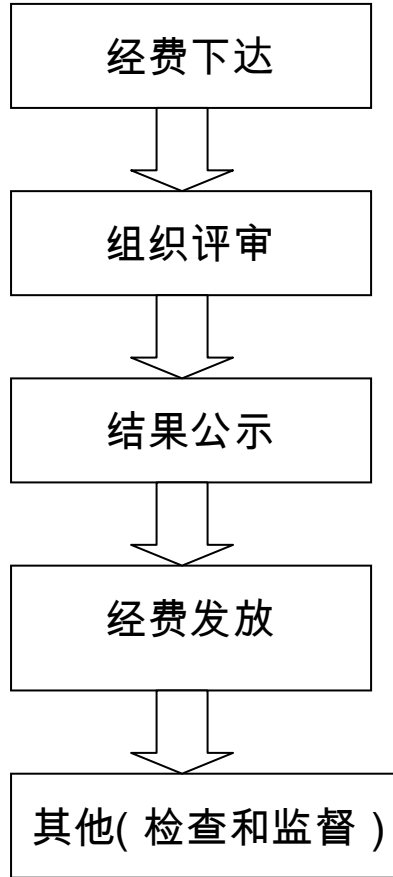 经费下达
组织评审
结果公示
经费发放
其他( 检查和监督 )